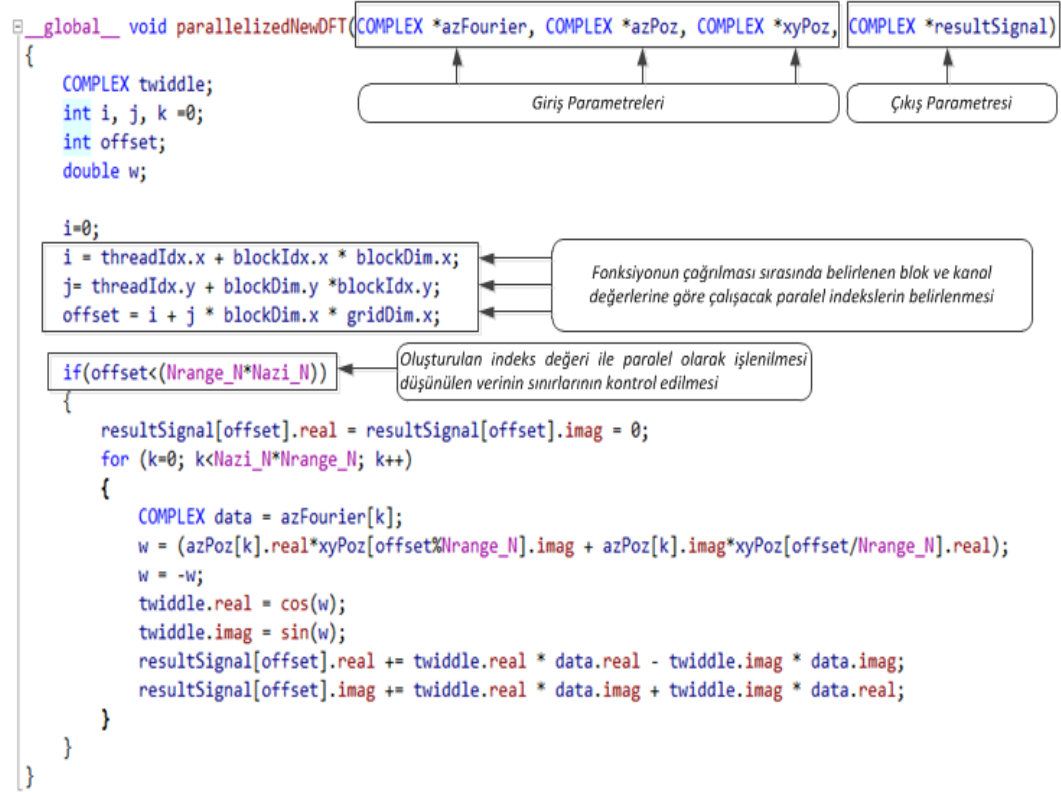 __global__ void parallelizedNewDFT(COMPLEX *azFourier, COMPLEX *azPoz, COMPLEX *xyPoz, COMPLEX *resultSignal)
{
COMPLEX twiddle;
Giriş Parametreleri
Çıkış Parametresi
int i, j, k =0;
int offset;
double w;
i=0;
i = threadIdx.x + blockIdx.x * blockDim.x;
j= threadIdx.y + blockDim.y *blockIdx.y;
offset = i + j * blockDim.x * gridDim.x;
Fonksiyonun çağrılması sırasında belirlenen blok ve kanal
değerlerine göre çalışacak paralel indekslerin belirlenmesi
if(offset<(Nrange_N*Nazi_N))
Oluşturulan indeks değeri ile paralel olarak işlenilmesi
düşünülen verinin sınırlarının kontrol edilmesi
{
resultSignal[offset].real = resultSignal[offset].imag = 0;
for (k=0; k<Nazi_N*Nrange_N; k++)
{
COMPLEX data = azFourier[k];
w = (azPoz[k].real*xyPoz[offset%Nrange_N].imag + azPoz[k].imag*xyPoz[offset/Nrange_N].real);
w = -w;
twiddle.real = cos(w);
twiddle.imag = sin(w);
resultSignal[offset].real += twiddle.real * data.real - twiddle.imag * data.imag;
resultSignal[offset].imag += twiddle.real * data.imag + twiddle.imag * data.real;
}
}
}